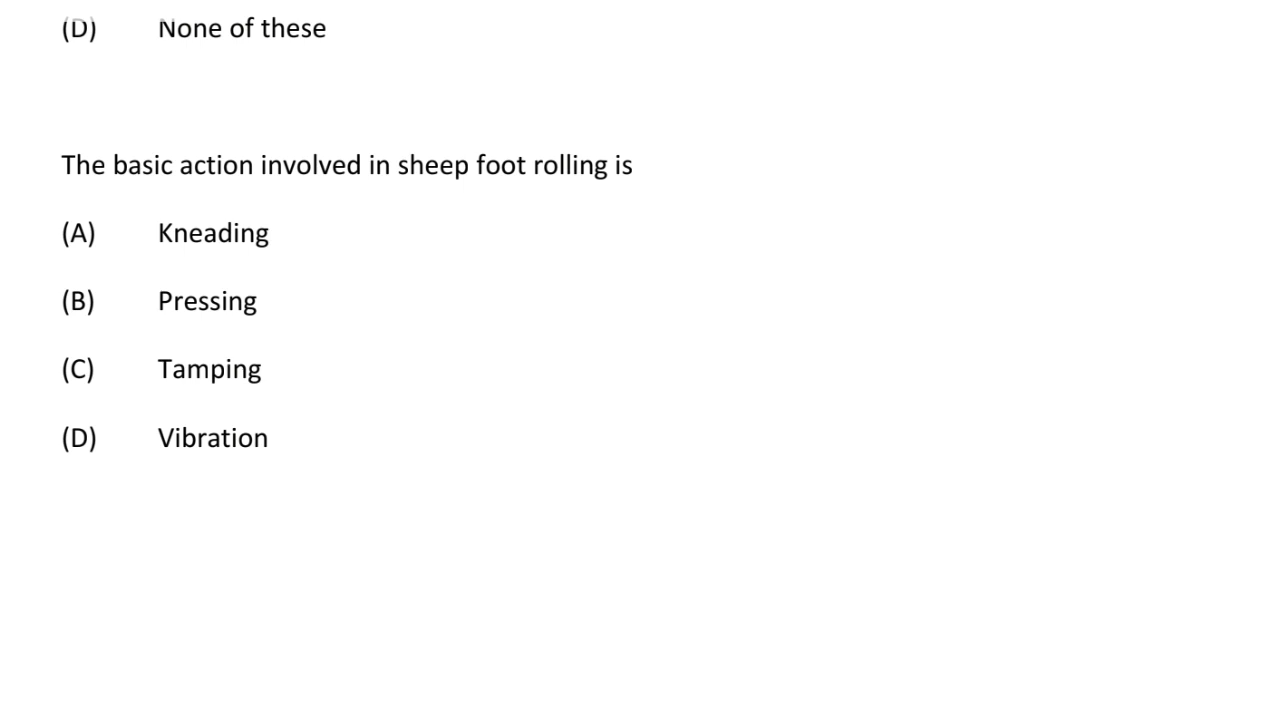 (D) None of these
The basic action involved in sheep foot rolling is
(A) Kneading
(B) Pressing
(C) Tamping
(D) Vibration